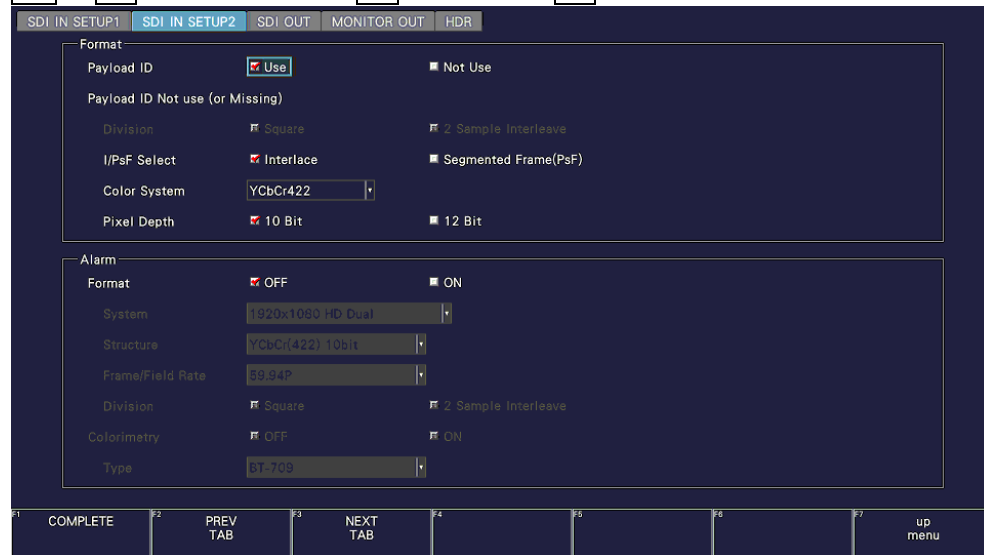 SDI IN SETUP1 SDI IN SETUP2 SDI OUT MONITOR OUT HDR
Format
Payload ID Use Not Use
Payload ID Not use (or Missing)
Division Square 2 Sample Interleave
I/PsF Select Interlace Segmented Frame(PsF)
Color System YCbCr422
Pixel Depth 10 Bit 12 Bit
Alarm
Format OFF ON
System 1920x1080 HD Dual
Structure YCbCr(422) 10bit
Frame/Field Rate 59.94P
Division Square 2 Sample Interleave
Colorimetry OFF ON
Type BT-709
F1 COMPLETE F2 PREV TAB F3 NEXT TAB F4 F5 F6 F7 up menu